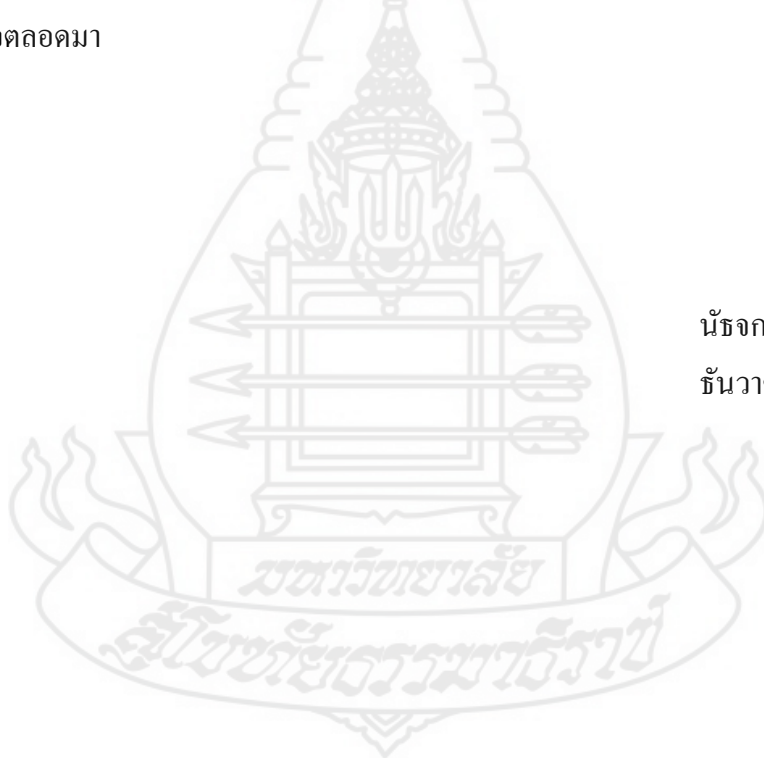 ตลอดมา
นัธจก
ธันวา
มหาวิทยาลัย
สุโขทัยธรรมาธิราช